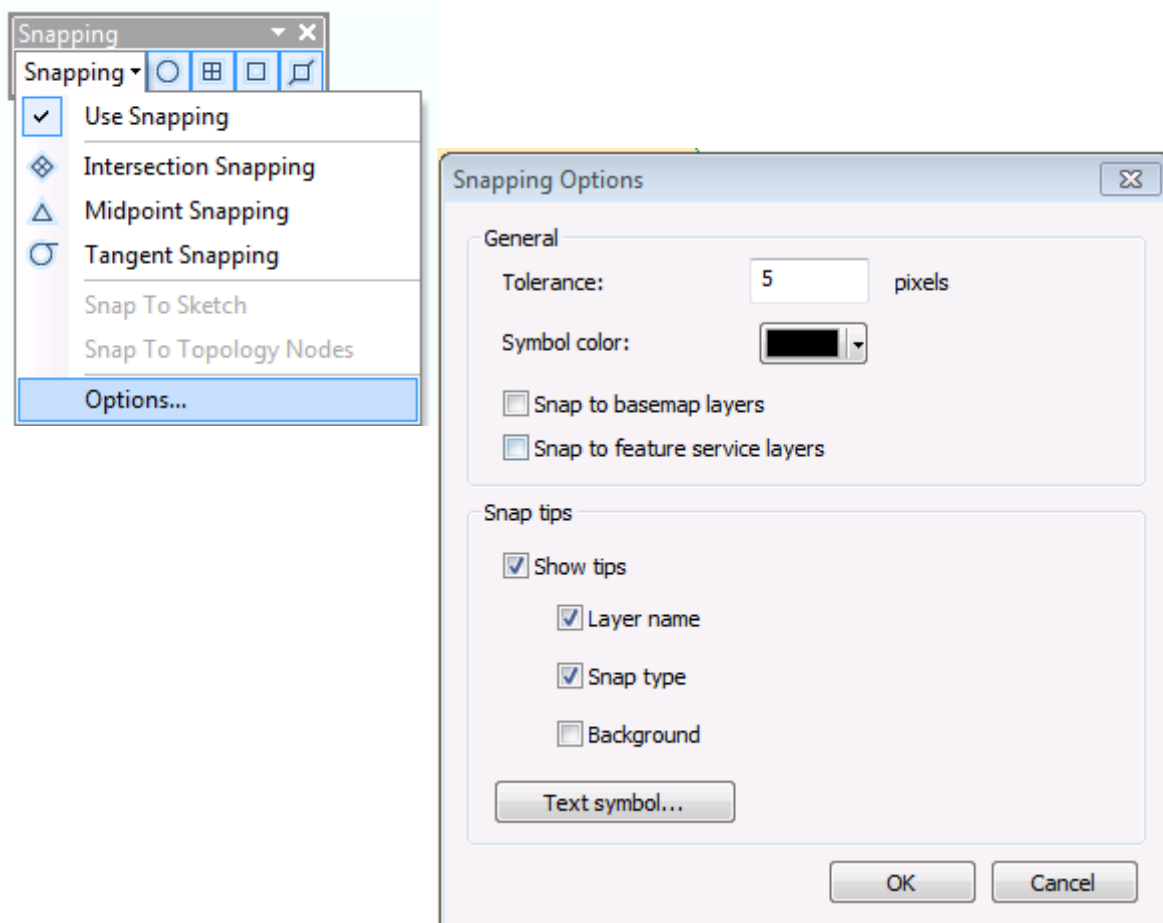 Snapping
Snapping
Use Snapping
Intersection Snapping
Midpoint Snapping
Tangent Snapping
Snap To Sketch
Snap To Topology Nodes
Options...
Snapping Options
General
Tolerance: 5 pixels
Symbol color:
Snap to basemap layers
Snap to feature service layers
Snap tips
Show tips
Layer name
Snap type
Background
Text symbol...
OK Cancel